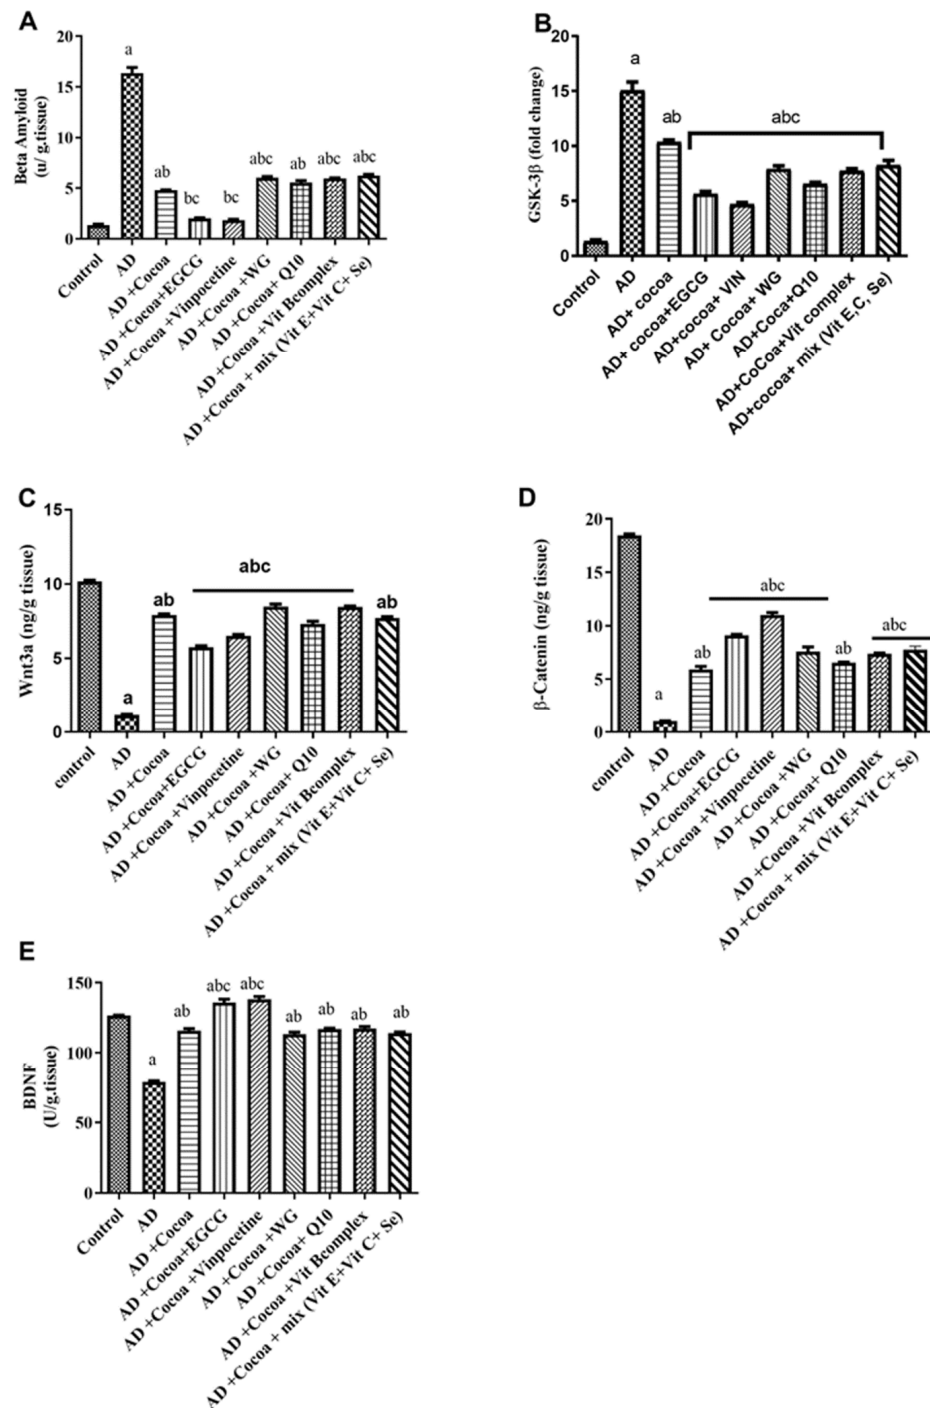 A
Beta Amyloid
(u/ g.tissue)
20
15
10
5
0
a
ab
bc
bc
abc
ab
abc
abc
Control
AD
AD +Cocoa
AD +Cocoa+EGCG
AD +Cocoa +Vinpocetine
AD +Cocoa +WG
AD +Cocoa+ Q10
AD +Cocoa +Vit Bcomplex
AD +Cocoa + mix (Vit E+Vit C+ Se)
B
GSK-3β (fold change)
20
15
10
5
0
a
ab
abc
Control
AD
AD+ cocoa
AD+ cocoa+EGCG
AD+cocoa+ VIN
AD+ Cocoa+ WG
AD+Coca+Q10
AD+CoCoa+Vit complex
AD+cocoa+ mix (Vit E,C, Se)
C
Wnt3a (ng/g tissue)
15
10
5
0
a
ab
abc
ab
control
AD
AD +Cocoa
AD +Cocoa+EGCG
AD +Cocoa +Vinpocetine
AD +Cocoa +WG
AD +Cocoa+ Q10
AD +Cocoa +Vit Bcomplex
AD +Cocoa + mix (Vit E+Vit C+ Se)
D
β-Catenin (ng/g tissue)
20
15
10
5
0
a
ab
abc
ab
abc
control
AD
AD +Cocoa
AD +Cocoa+EGCG
AD +Cocoa +Vinpocetine
AD +Cocoa +WG
AD +Cocoa+ Q10
AD +Cocoa +Vit Bcomplex
AD +Cocoa + mix (Vit E+Vit C+ Se)
E
BDNF
(U/g.tissue)
150
100
50
0
a
ab
abc
abc
ab
ab
ab
ab
Control
AD
AD +Cocoa
AD +Cocoa+EGCG
AD +Cocoa +Vinpocetine
AD +Cocoa +WG
AD +Cocoa+ Q10
AD +Cocoa +Vit Bcomplex
AD +Cocoa + mix (Vit E+Vit C+ Se)